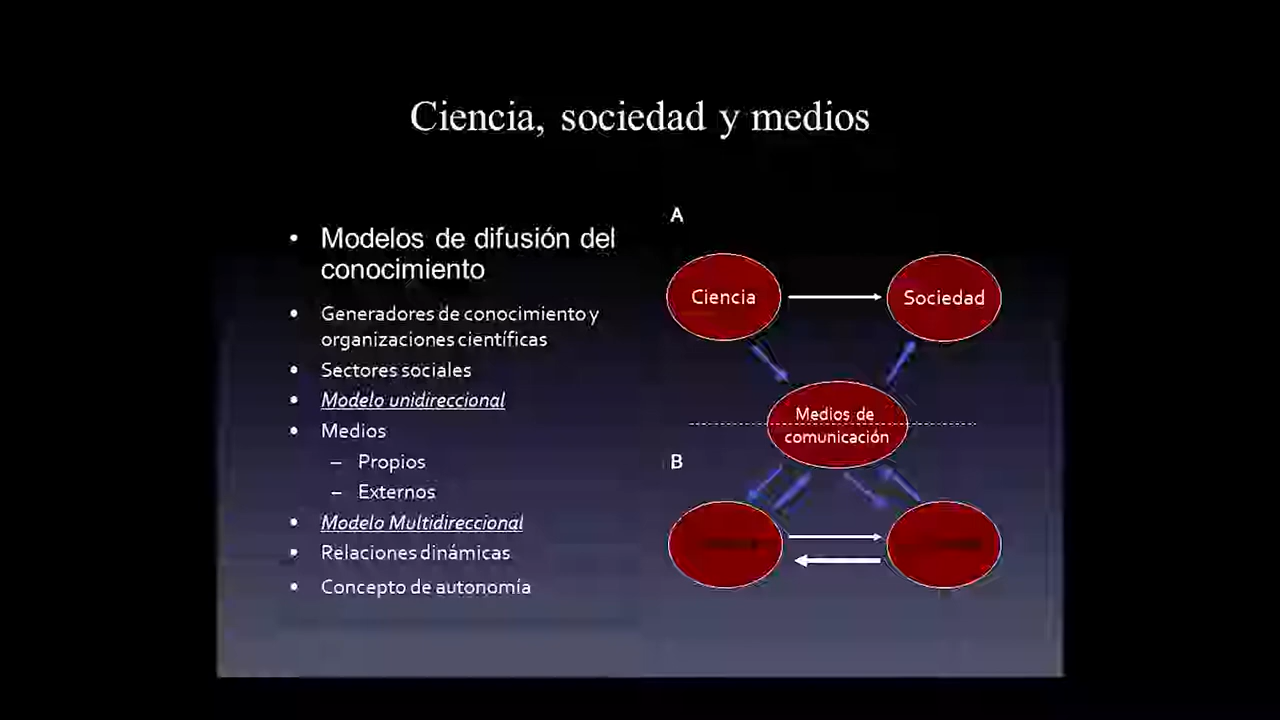 Ciencia, sociedad y medios
• Modelos de difusión del
conocimiento
• Generadores de conocimiento y
organizaciones científicas
• Sectores sociales
• Modelo unidireccional
• Medios
– Propios
– Externos
• Modelo Multidireccional
• Relaciones dinámicas
• Concepto de autonomía
A
Ciencia
Sociedad
Medios de
comunicación
B